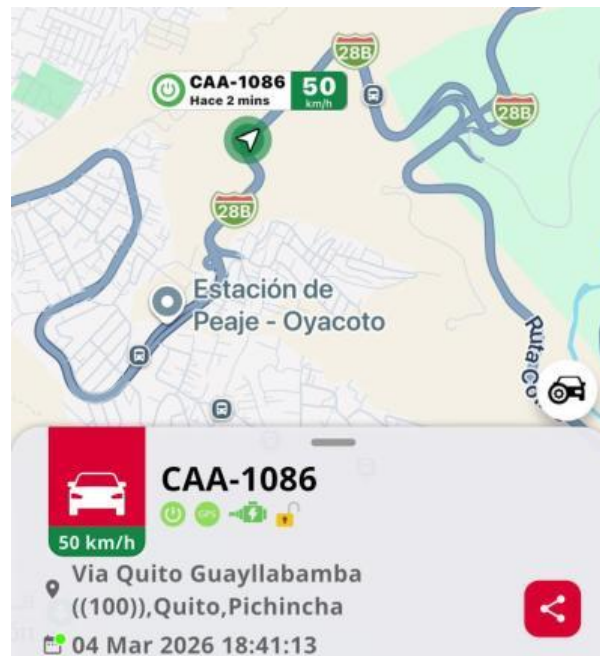 28B
CAA-1086
Hace 2 mins
50
km/h
28B
28B
Estación de
Peaje - Oyacoto
CAA-1086
GPS
50 km/h
Via Quito Guayllabamba
((100)),Quito,Pichincha
04 Mar 2026 18:41:13